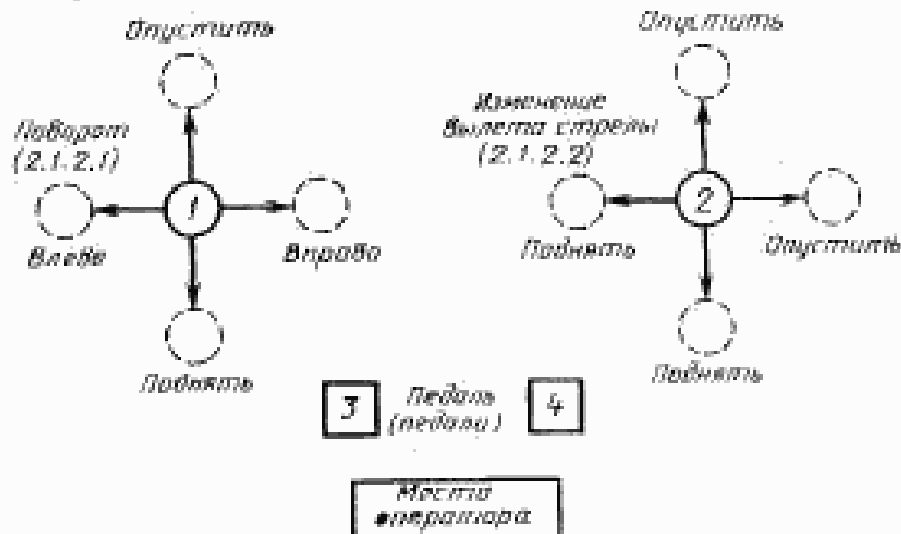 Опустить
Опустить
Поворот
(2.1.2.1)
Изменение
вылета стрелы
(2.1.2.2)
1
2
Влево
Вправо
Поднять
Опустить
Поднять
Поднять
3
Педаль
(педали)
4
Место
оператора